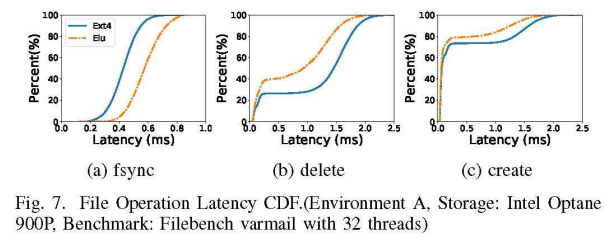 Ext4
Elu
Percent(%)
100
80
60
40
20
0
0.0 0.2 0.4 0.6 0.8 1.0
Latency (ms)
(a) fsync
Percent(%)
100
80
60
40
20
0
0.0 0.5 1.0 1.5 2.0 2.5
Latency (ms)
(b) delete
Percent(%)
100
80
60
40
20
0
0.0 0.5 1.0 1.5 2.0 2.5
Latency (ms)
(c) create
Fig. 7. File Operation Latency CDF.(Environment A, Storage: Intel Optane
900P, Benchmark: Filebench varmail with 32 threads)